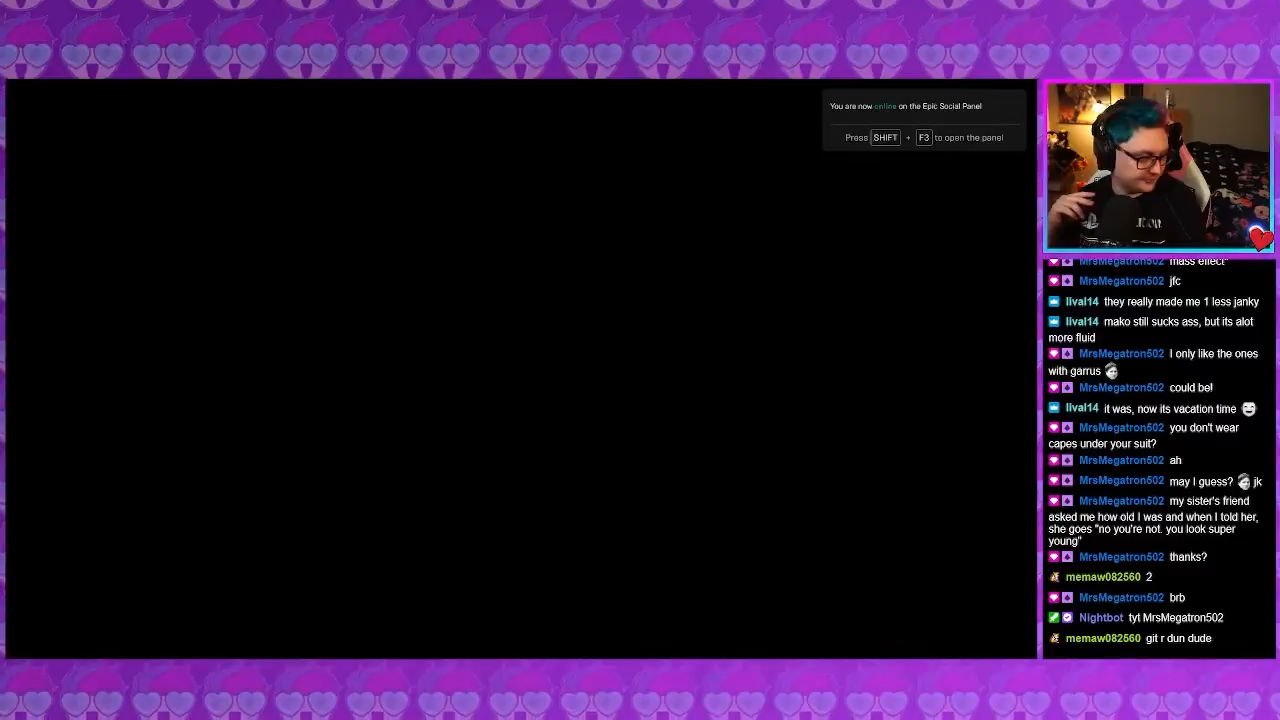 You are now online on the Epic Social Panel
Press SHIFT + F3 to open the panel
MrsMegatron502 mass effect"
MrsMegatron502 jfc
lival14 they really made me 1 less janky
lival14 mako still sucks ass, but its alot
more fluid
MrsMegatron502 I only like the ones
with garrus
MrsMegatron502 could be!
lival14 it was, now its vacation time
MrsMegatron502 you don't wear
capes under your suit?
MrsMegatron502 ah
MrsMegatron502 may I guess? jk
MrsMegatron502 my sister's friend
asked me how old I was and when I told her,
she goes "no you're not. you look super
young"
MrsMegatron502 thanks?
memaw082560 2
MrsMegatron502 brb
Nightbot tyt MrsMegatron502
memaw082560 git r dun dude